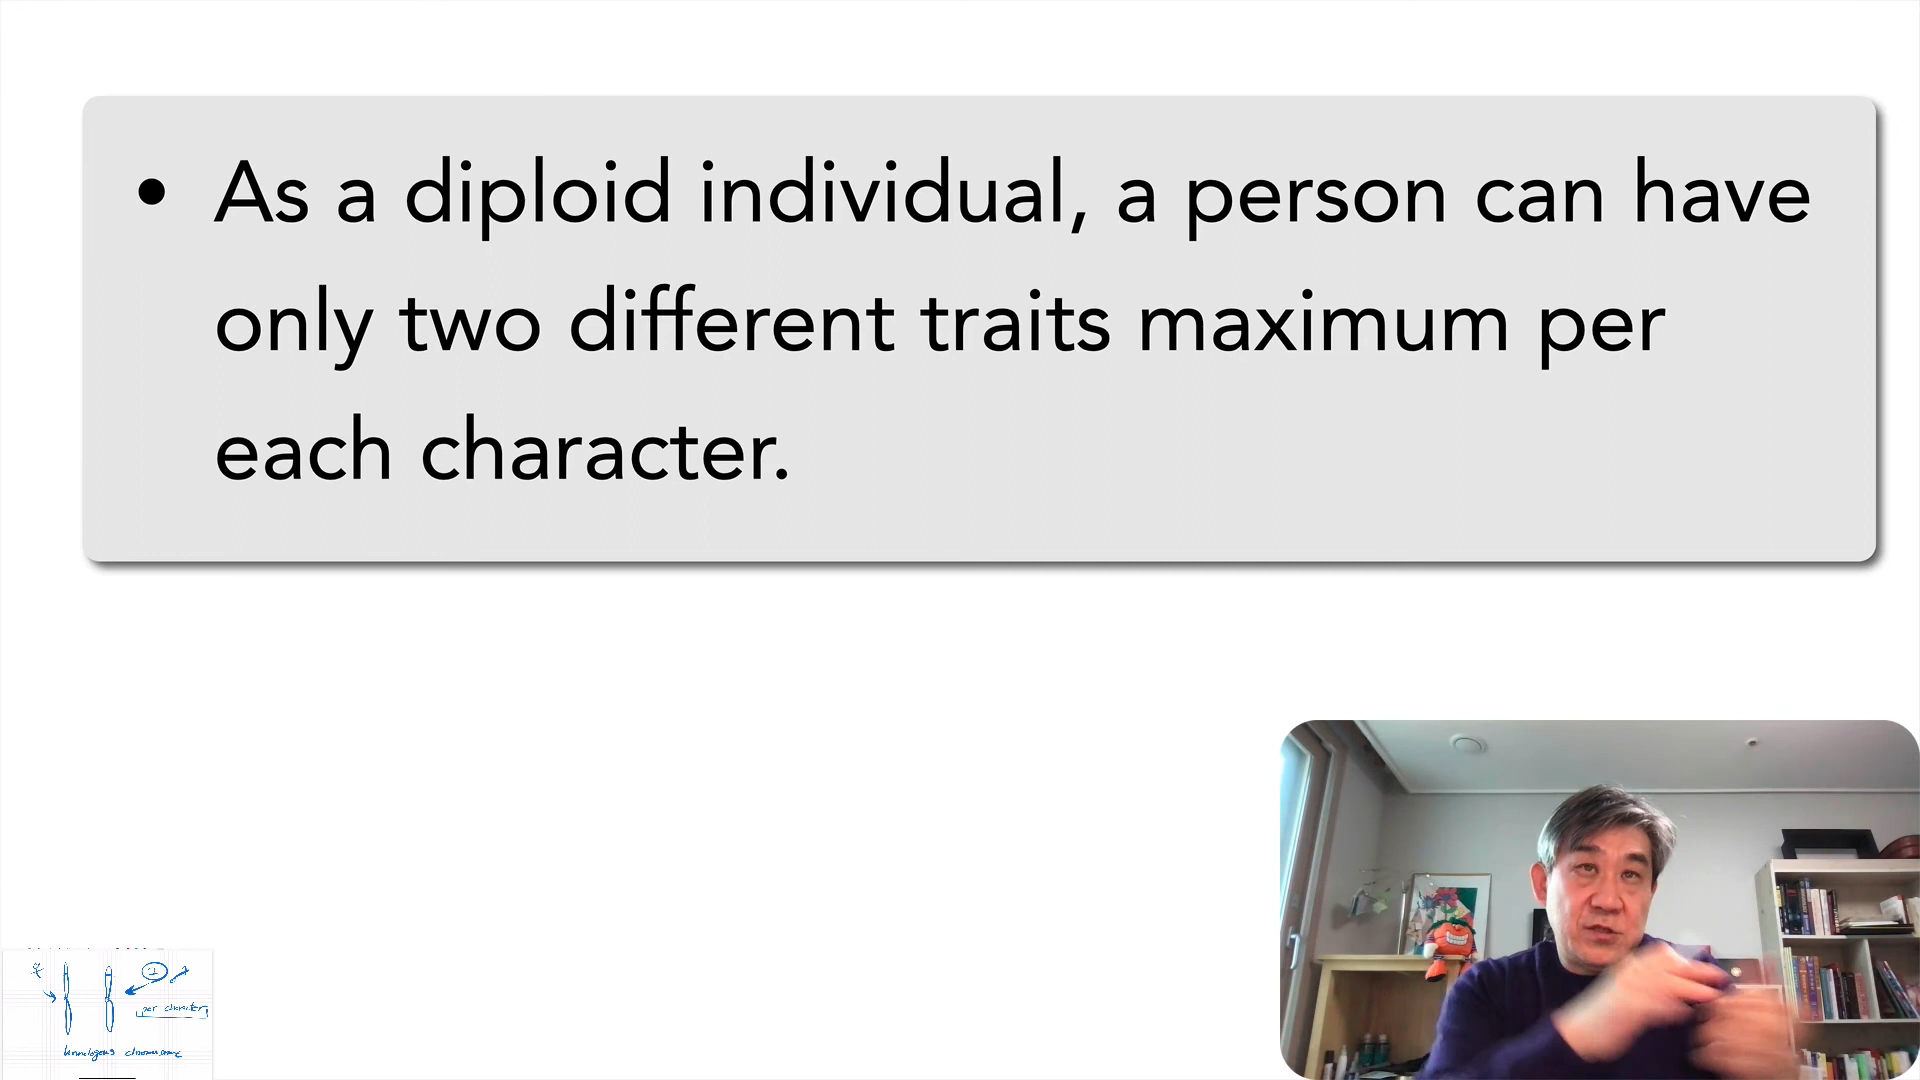 • As a diploid individual, a person can have
only two different traits maximum per
each character.
per character
homologous chromosome